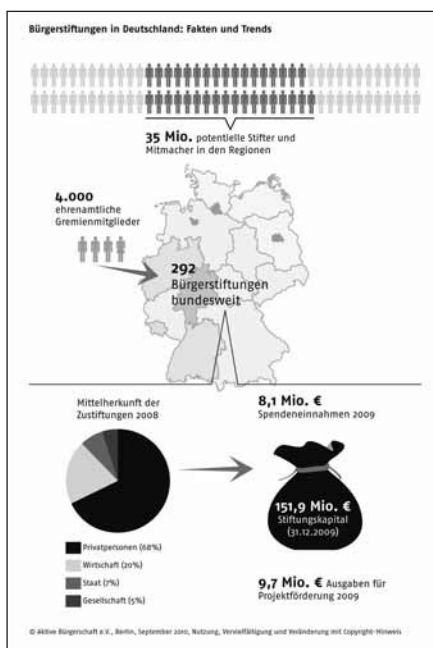 Bürgerstiftungen in Deutschland: Fakten und Trends
35 Mio. potentielle Stifter und
Mitmacher in den Regionen
4.000
ehrenamtliche
Gremienmitglieder
292
Bürgerstiftungen
bundesweit
Mittelherkunft der
Zustiftungen 2008
8,1 Mio. €
Spendeneinnahmen 2009
151,9 Mio. €
Stiftungskapital
(31.12.2009)
Privatpersonen (68%)
Wirtschaft (20%)
Staat (7%)
Gesellschaft (5%)
9,7 Mio. € Ausgaben für
Projektförderung 2009
© Aktive Bürgerschaft e.V., Berlin, September 2010, Nutzung, Vervielfältigung und Veränderung mit Copyright-Hinweis